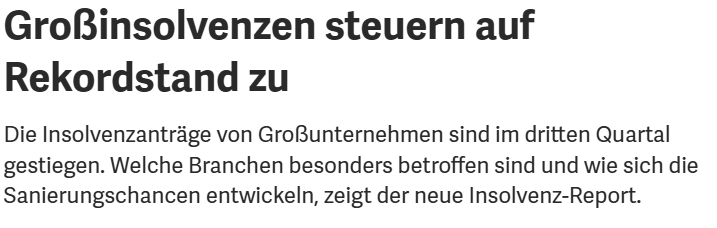 Großinsolvenzen steuern auf
Rekordstand zu
Die Insolvenzanträge von Großunternehmen sind im dritten Quartal
gestiegen. Welche Branchen besonders betroffen sind und wie sich die
Sanierungschancen entwickeln, zeigt der neue Insolvenz-Report.